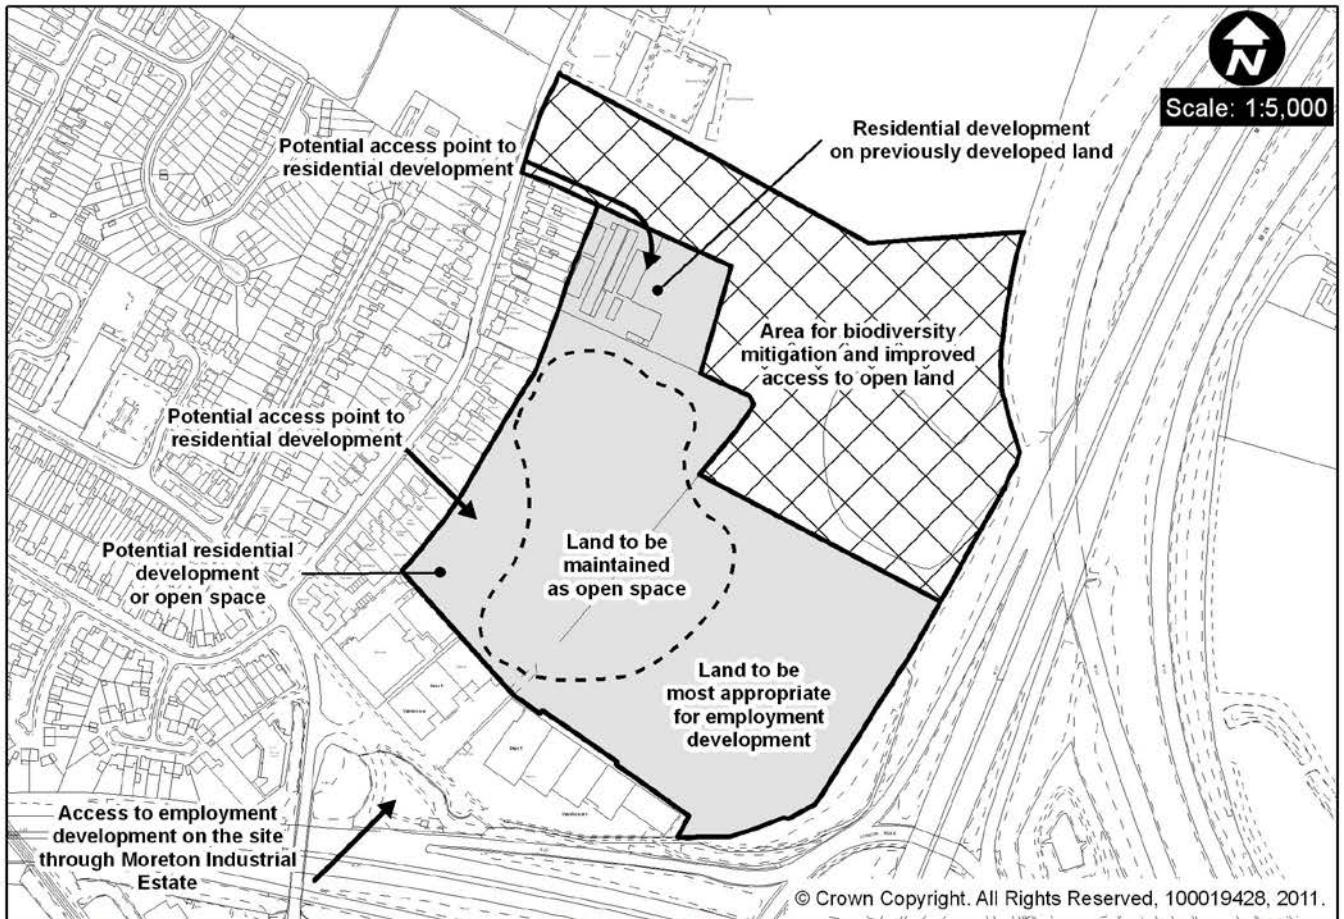 N
Scale: 1:5,000
Potential access point to
residential development
Residential development
on previously developed land
Area for biodiversity
mitigation and improved
access to open land
Potential access point to
residential development
Potential residential
development
or open space
Land to be
maintained
as open space
Land to be
most appropriate
for employment
development
Access to employment
development on the site
through Moreton Industrial
Estate
© Crown Copyright. All Rights Reserved, 100019428, 2011.